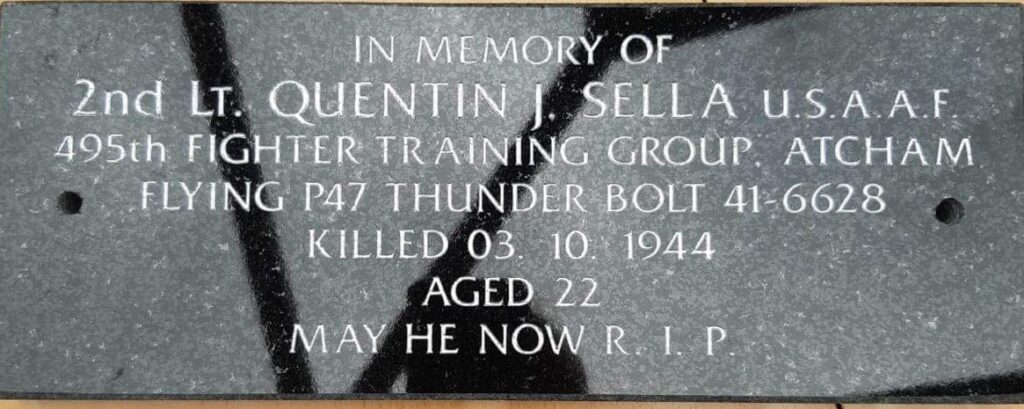 IN MEMORY OF
2nd LT. QUENTIN J. SELLA U.S.A.A.F.
495th FIGHTER TRAINING GROUP. ATCHAM
FLYING P47 THUNDER BOLT 41-6628
KILLED 03. 10. 1944
AGED 22
MAY HE NOW R. I. P.